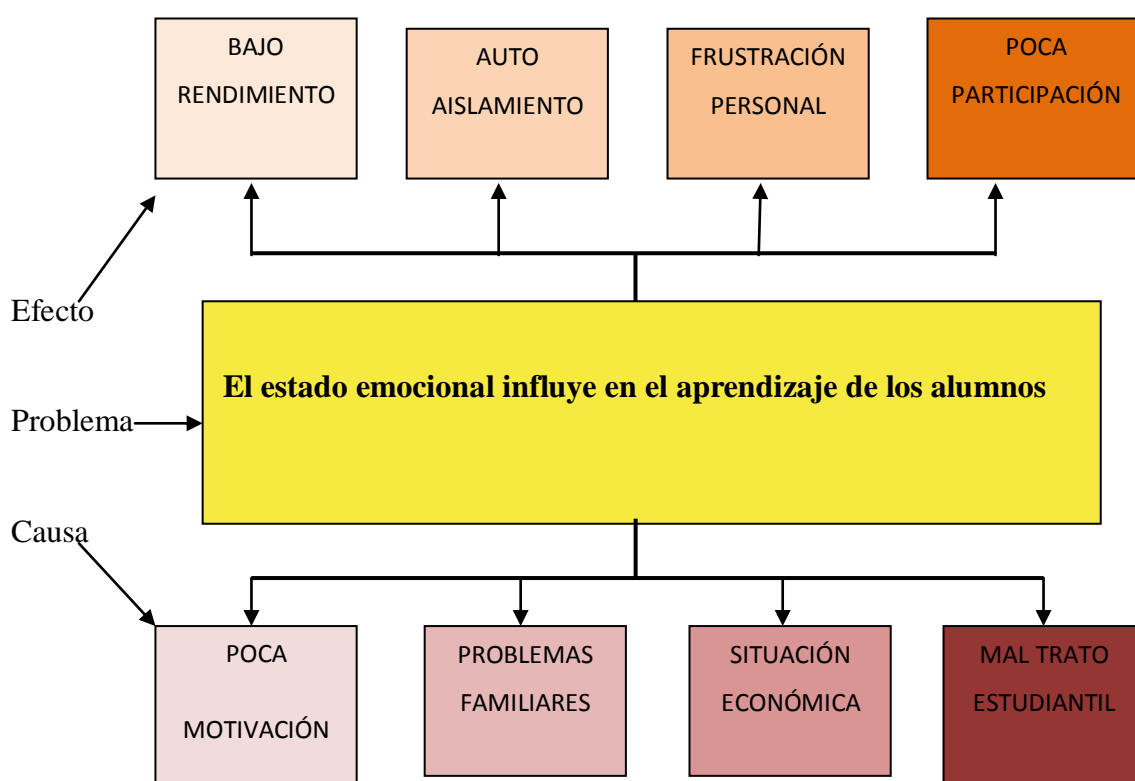 BAJO
RENDIMIENTO
AUTO
AISLAMIENTO
FRUSTRACIÓN
PERSONAL
POCA
PARTICIPACIÓN
Efecto
El estado emocional influye en el aprendizaje de los alumnos
Problema
Causa
POCA
MOTIVACIÓN
PROBLEMAS
FAMILIARES
SITUACIÓN
ECONÓMICA
MAL TRATO
ESTUDIANTIL